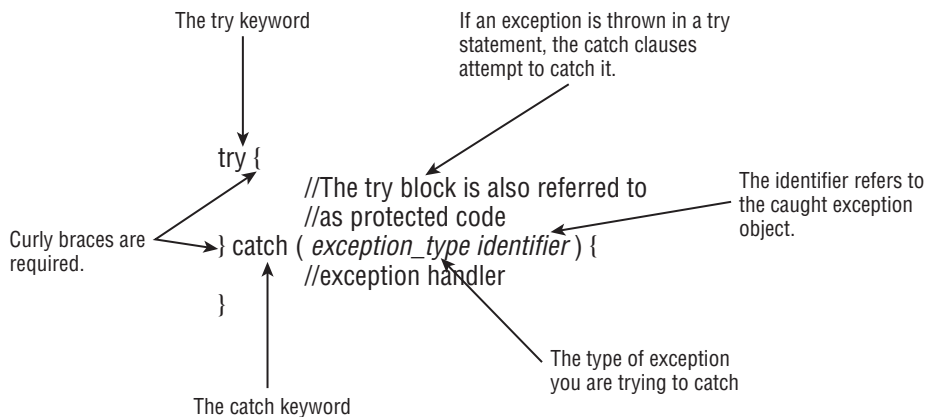 The try keyword
If an exception is thrown in a try
statement, the catch clauses
attempt to catch it.
try {
//The try block is also referred to
//as protected code
The identifier refers to
the caught exception
object.
Curly braces are
required.
} catch ( exception_type identifier ) {
//exception handler
}
The type of exception
you are trying to catch
The catch keyword